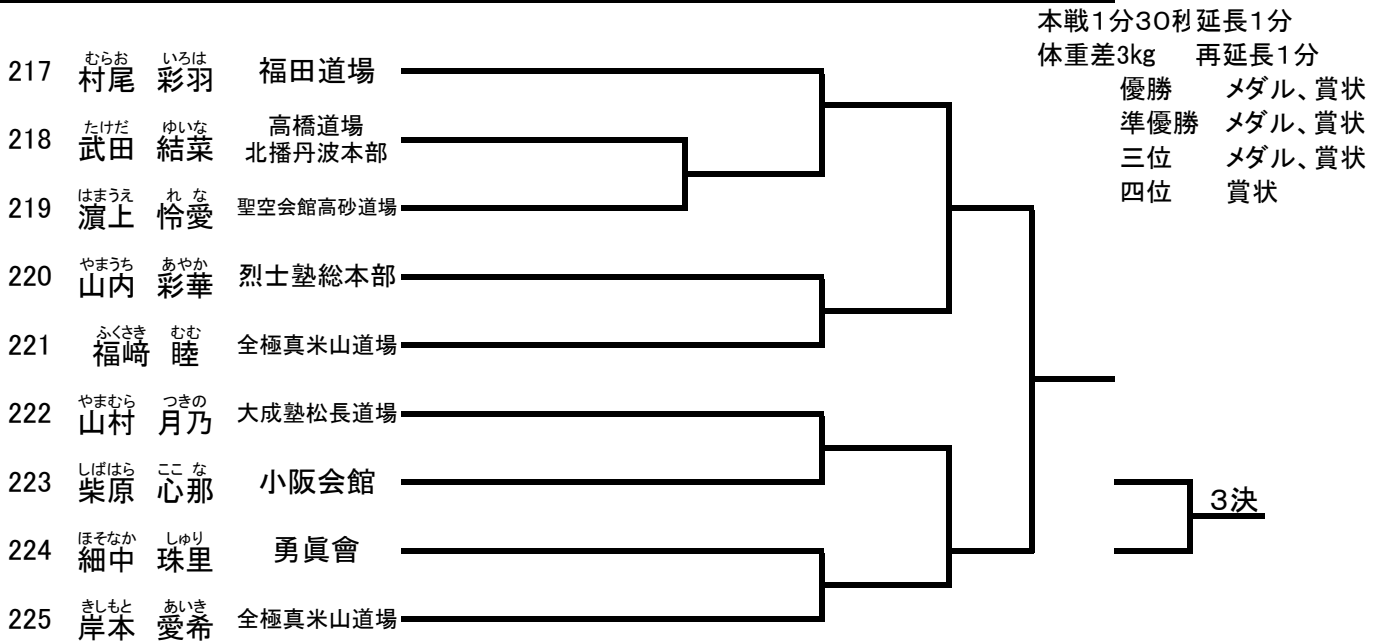 本戦1分30秒延長1分
体重差3kg 再延長1分
優勝 メダル、賞状
準優勝 メダル、賞状
三位 メダル、賞状
四位 賞状
むらお いろは
217 村尾 彩羽 福田道場
たけだ ゆいな
218 武田 結菜 高橋道場
北播丹波本部
はまうえ れな
219 濵上 怜愛 聖空会館高砂道場
やまうち あやか
220 山内 彩華 烈士塾総本部
ふくさき むむ
221 福﨑 睦 全極真米山道場
やまむら つきの
222 山村 月乃 大成塾松長道場
しばはら ここな
223 柴原 心那 小阪会館
ほそなか しゅり
224 細中 珠里 勇眞會
きしもと あいき
225 岸本 愛希 全極真米山道場
3決